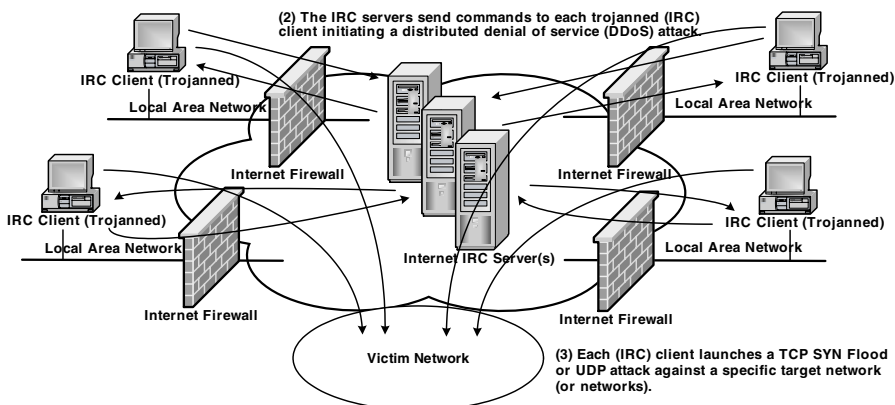 (2) The IRC servers send commands to each trojanned (IRC)
client initiating a distributed denial of service (DDoS) attack.
IRC Client (Trojanned)
IRC Client (Trojanned)
Local Area Network
Local Area Network
Internet Firewall
Internet Firewall
IRC Client (Trojanned)
IRC Client (Trojanned)
Local Area Network
Local Area Network
Internet IRC Server(s)
Internet Firewall
Internet Firewall
Victim Network
(3) Each (IRC) client launches a TCP SYN Flood
or UDP attack against a specific target network
(or networks).